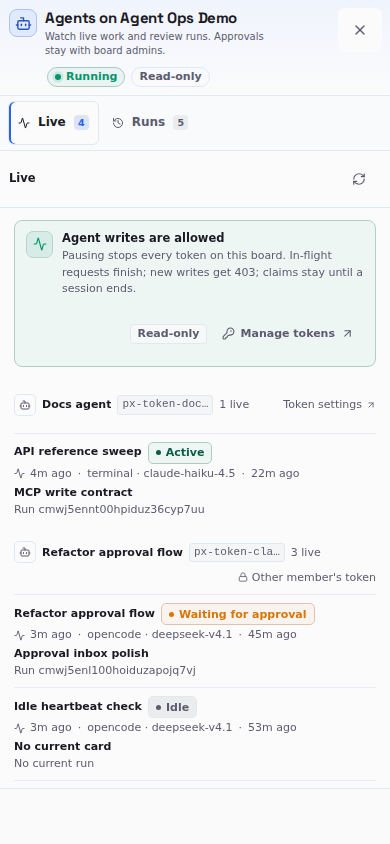 Agents on Agent Ops Demo
Watch live work and review runs. Approvals
stay with board admins.
Running
Read-only
Live 4
Runs 5
Live
Agent writes are allowed
Pausing stops every token on this board. In-flight
requests finish; new writes get 403; claims stay until a
session ends.
Read-only
Manage tokens
Docs agent px-token-doc… 1 live Token settings
API reference sweep Active
4m ago · terminal · claude-haiku-4.5 · 22m ago
MCP write contract
Run cmwj5ennt00hpiduz36cyp7uu
Refactor approval flow px-token-cla… 3 live
Other member's token
Refactor approval flow Waiting for approval
3m ago · opencode · deepseek-v4.1 · 45m ago
Approval inbox polish
Run cmwj5enl100hoiduzapojq7vj
Idle heartbeat check Idle
3m ago · opencode · deepseek-v4.1 · 53m ago
No current card
No current run